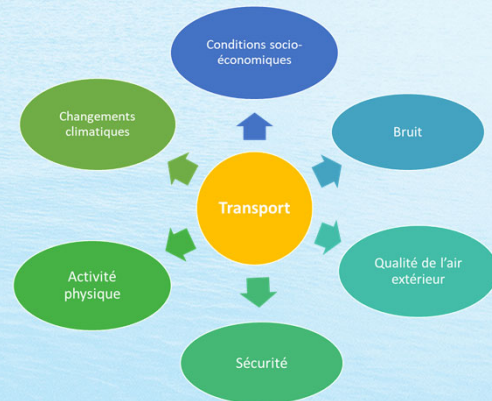 Conditions socio-
économiques
Changements
climatiques
Bruit
Transport
Activité
physique
Qualité de l'air
extérieur
Sécurité